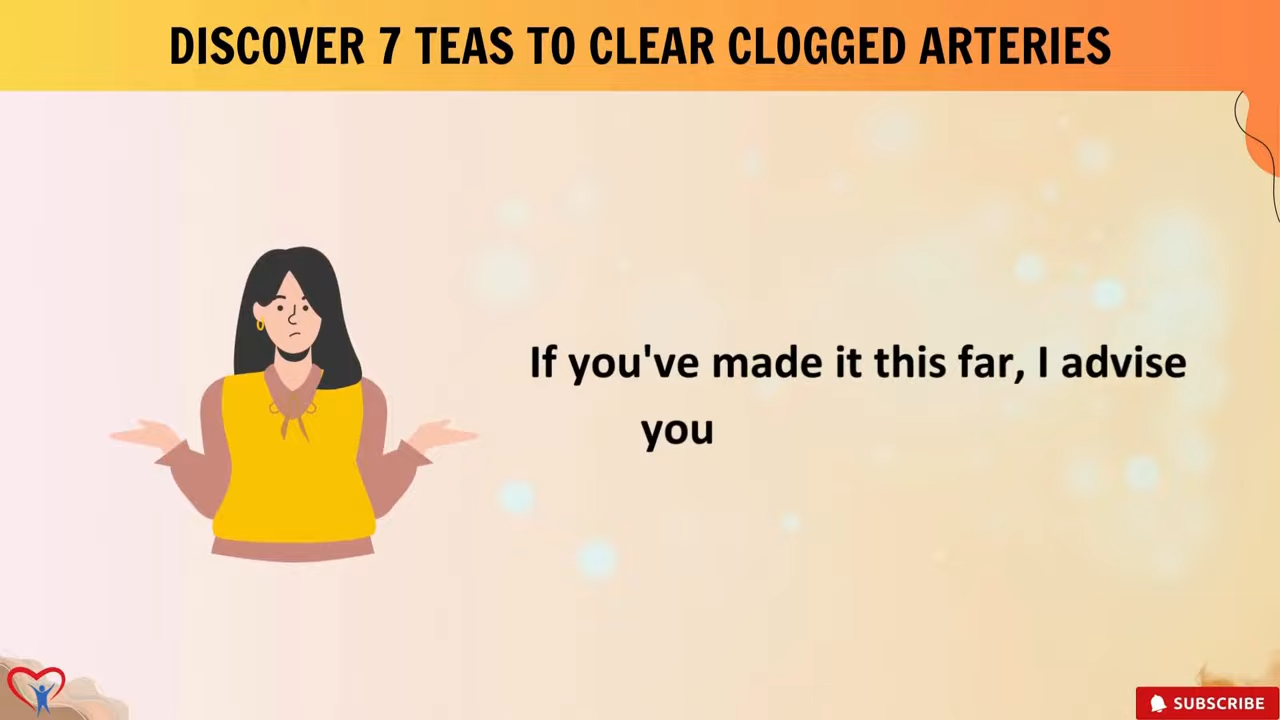 DISCOVER 7 TEAS TO CLEAR CLOGGED ARTERIES
If you've made it this far, I advise
you
SUBSCRIBE